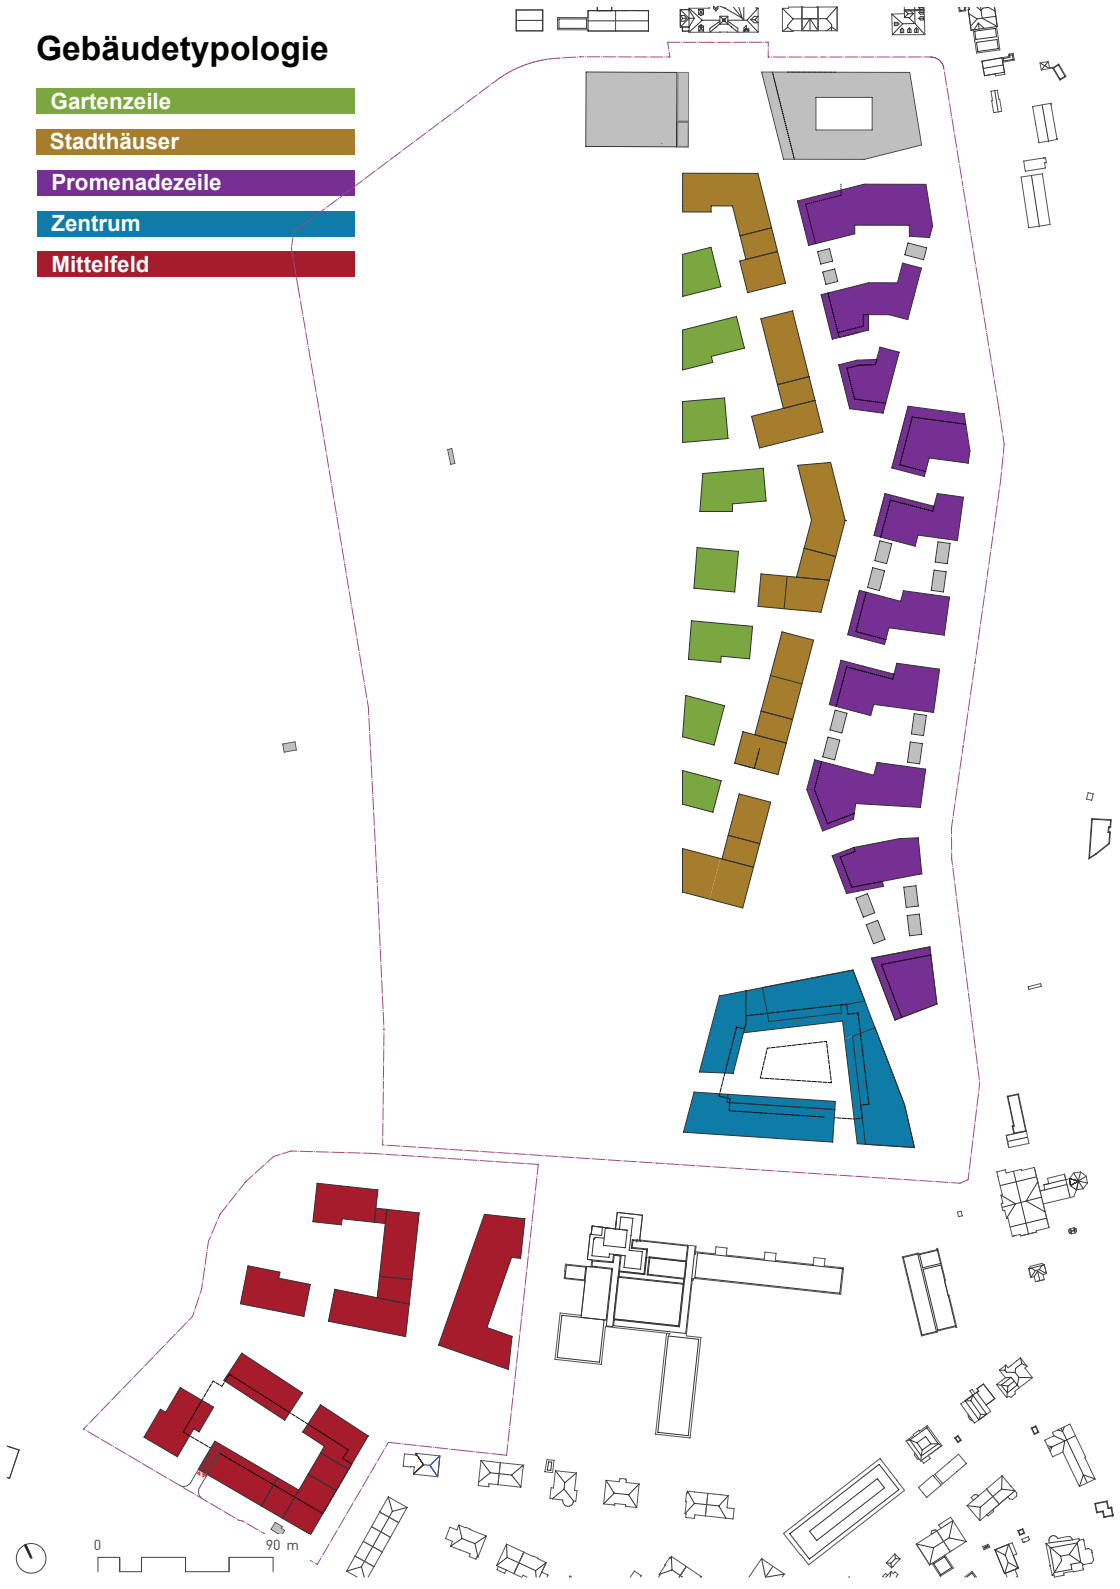 Gebäudetypologie
Gartenzeile
Stadthäuser
Promenadezeile
Zentrum
Mittelfeld
0 90 m